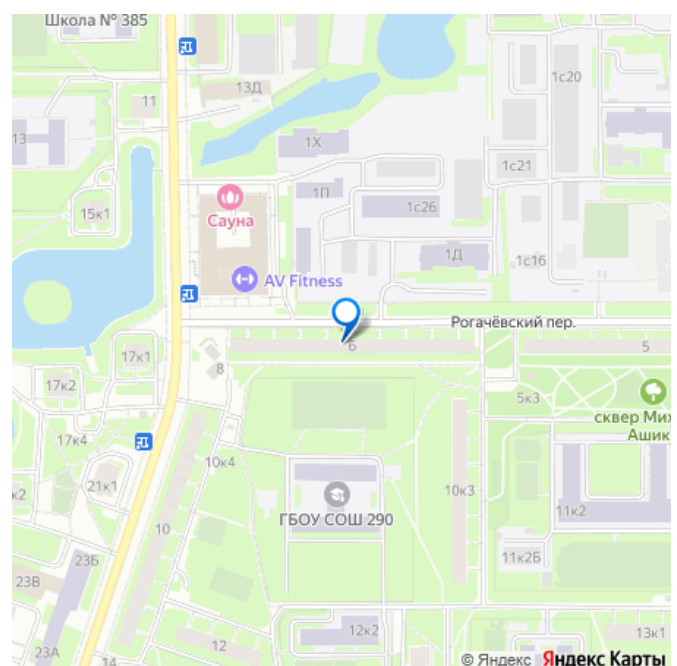 Школа № 385
13Д
1с20
11
13
1Х
1с21
1П
15к1
Сауна
1с26
1Д
1с16
AV Fitness
Рогачёвский пер.
17к1
6
5
8
17к2
5к3
сквер Мих
Ашик
17к4
10к4
к2
21к1
10к3
ГБОУ СОШ 290
11к2
10
23Б
11к2Б
23В
12к2
12
13к1
23А
14
© Яндекс Яндекс Карты